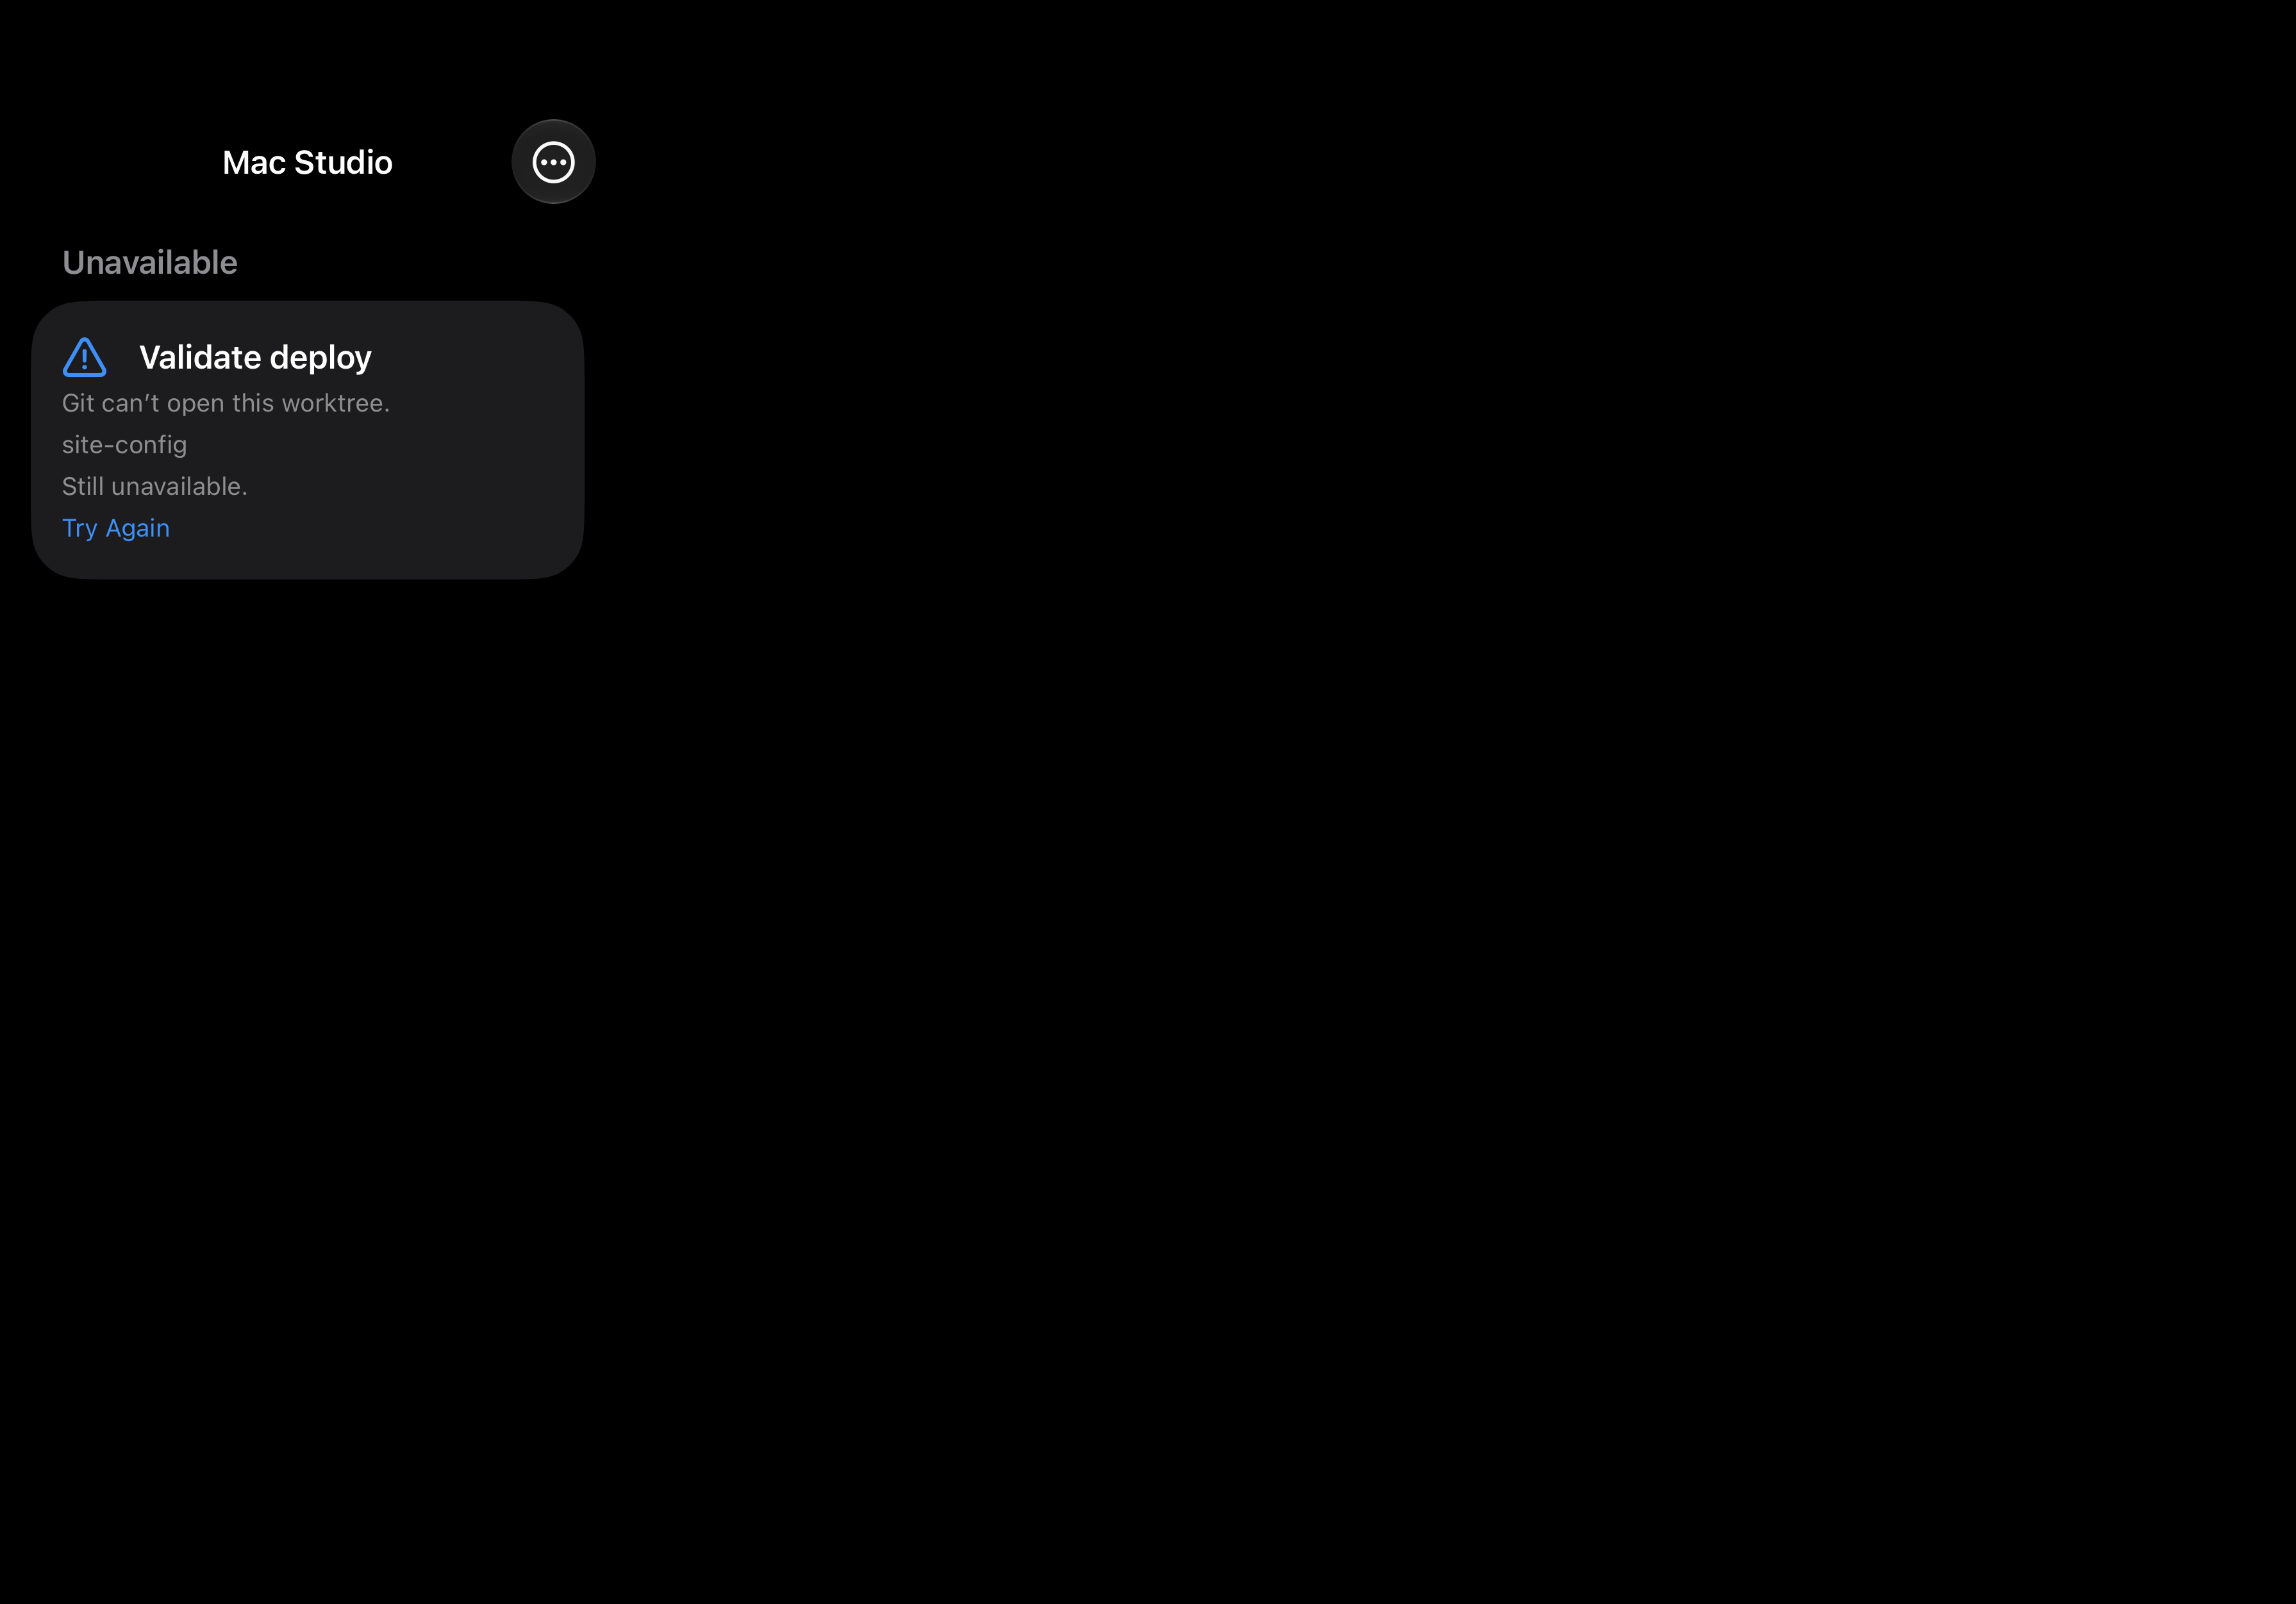 Mac Studio
Unavailable
Validate deploy
Git can’t open this worktree.
site-config
Still unavailable.
Try Again